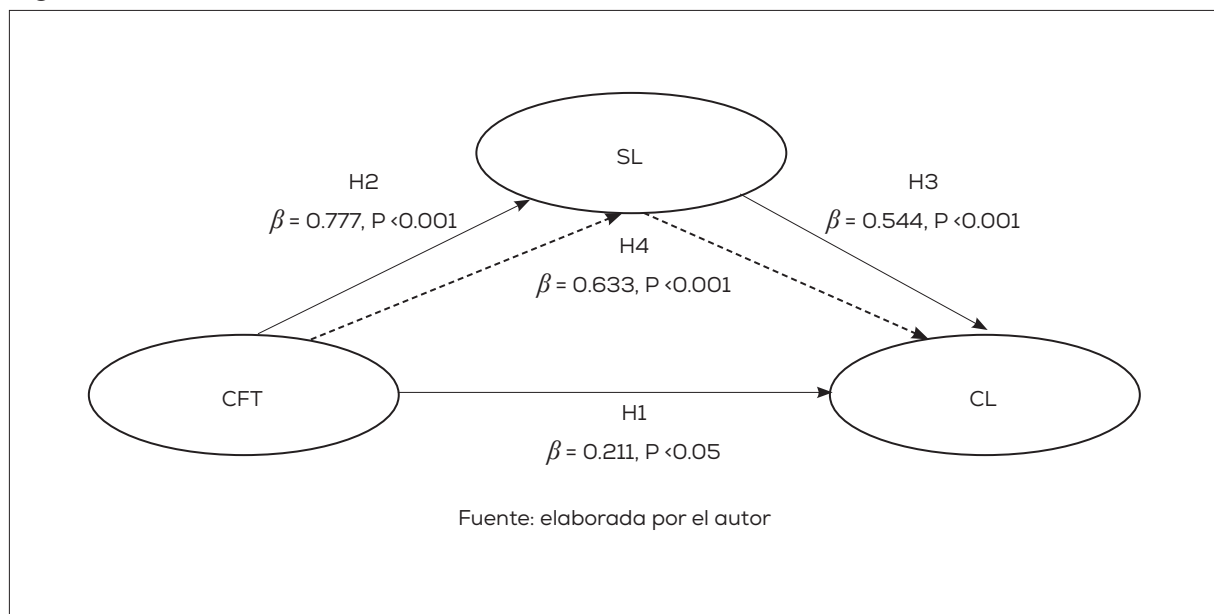 SL
H2
β = 0.777, P <0.001
H3
β = 0.544, P <0.001
H4
β = 0.633, P <0.001
CFT
CL
H1
β = 0.211, P <0.05
Fuente: elaborada por el autor